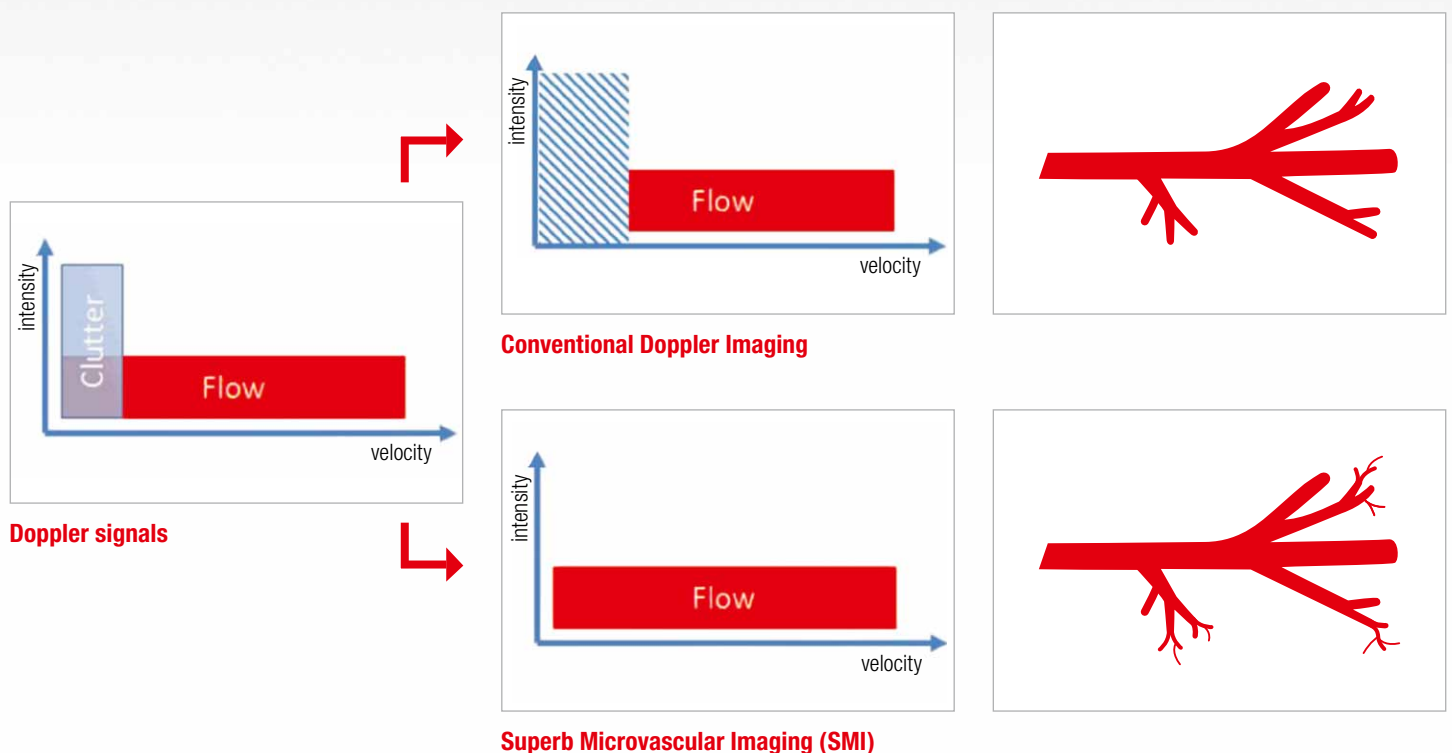 intensity
Clutter
Flow
velocity
Doppler signals
intensity
Flow
velocity
Conventional Doppler Imaging
intensity
Flow
velocity
Superb Microvascular Imaging (SMI)